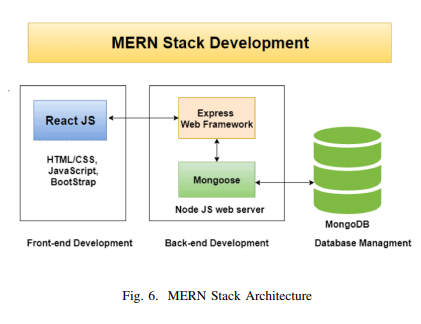 MERN Stack Development
React JS
HTML/CSS,
JavaScript,
BootStrap
Express
Web Framework
Mongoose
Node JS web server
MongoDB
Front-end Development
Back-end Development
Database Managment
Fig. 6. MERN Stack Architecture